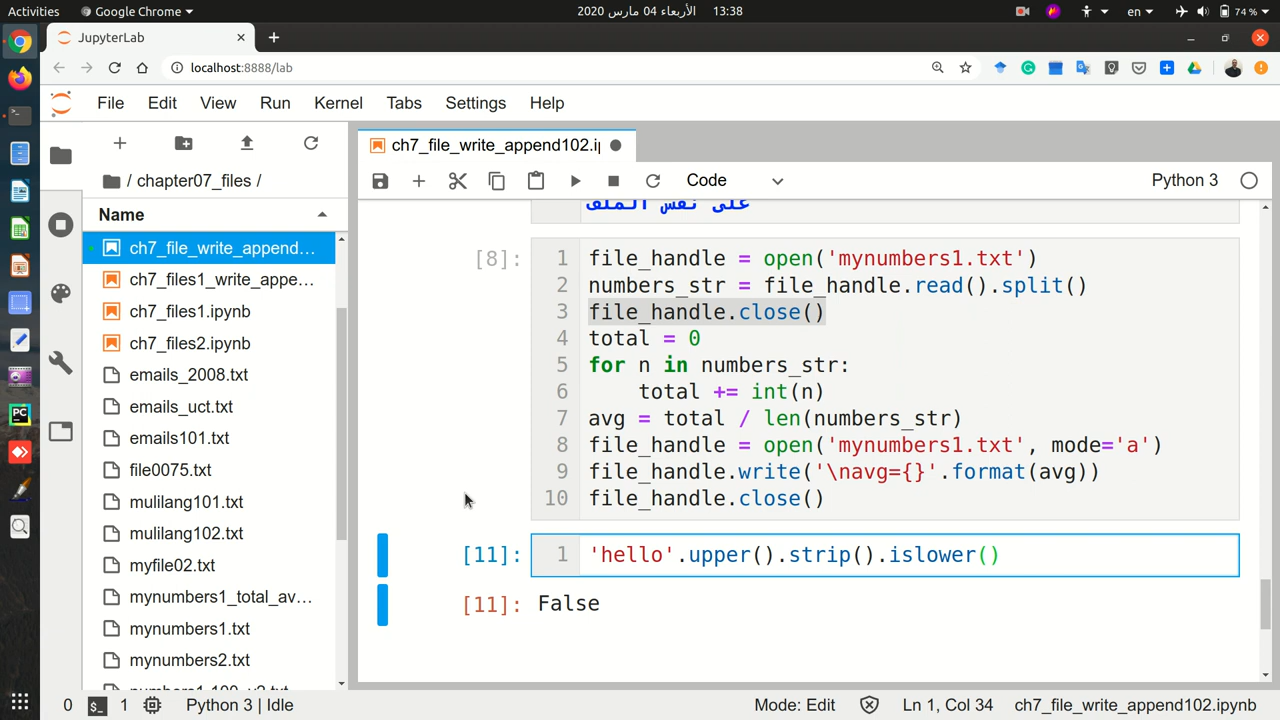 Activities
Google Chrome
الأربعاء 04 مارس 2020
13:38
en
74 %
JupyterLab
localhost:8888/lab
File Edit View Run Kernel Tabs Settings Help
ch7_file_write_append102.i
Code
Python 3
/ chapter07_files /
Name
ch7_file_write_append...
ch7_files1_write_appe...
ch7_files1.ipynb
ch7_files2.ipynb
emails_2008.txt
emails_uct.txt
emails101.txt
file0075.txt
mulilang101.txt
mulilang102.txt
myfile02.txt
mynumbers1_total_av...
mynumbers1.txt
mynumbers2.txt
على نفس الملف
[8]:
1 file_handle = open('mynumbers1.txt')
2 numbers_str = file_handle.read().split()
3 file_handle.close()
4 total = 0
5 for n in numbers_str:
6     total += int(n)
7 avg = total / len(numbers_str)
8 file_handle = open('mynumbers1.txt', mode='a')
9 file_handle.write('\navg={}'.format(avg))
10 file_handle.close()
[11]: 1 'hello'.upper().strip().islower()
[11]: False
0 1 Python 3 | Idle
Mode: Edit
Ln 1, Col 34
ch7_file_write_append102.ipynb